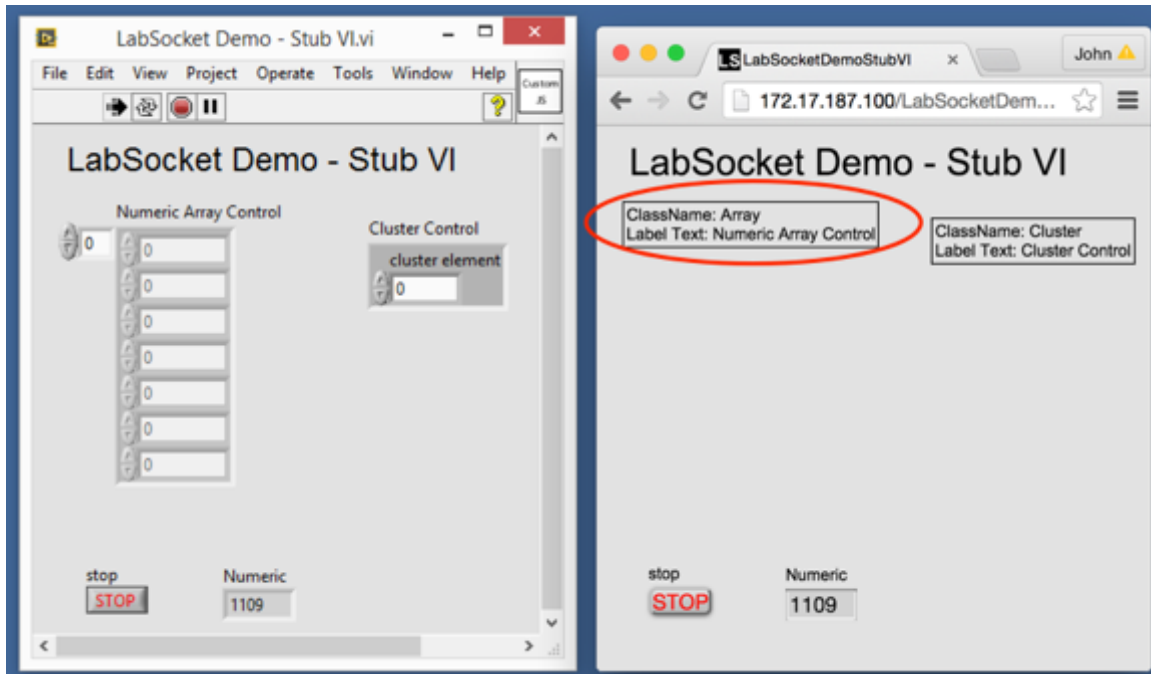 LabSocket Demo - Stub VI.vi
File Edit View Project Operate Tools Window Help
Custom
JS
LabSocket Demo - Stub VI
Numeric Array Control
0
0
0
0
0
0
0
0
Cluster Control
cluster element
0
stop
STOP
Numeric
1109
LS LabSocketDemoStubVI
John
172.17.187.100/LabSocketDem...
LabSocket Demo - Stub VI
ClassName: Array
Label Text: Numeric Array Control
ClassName: Cluster
Label Text: Cluster Control
stop
STOP
Numeric
1109